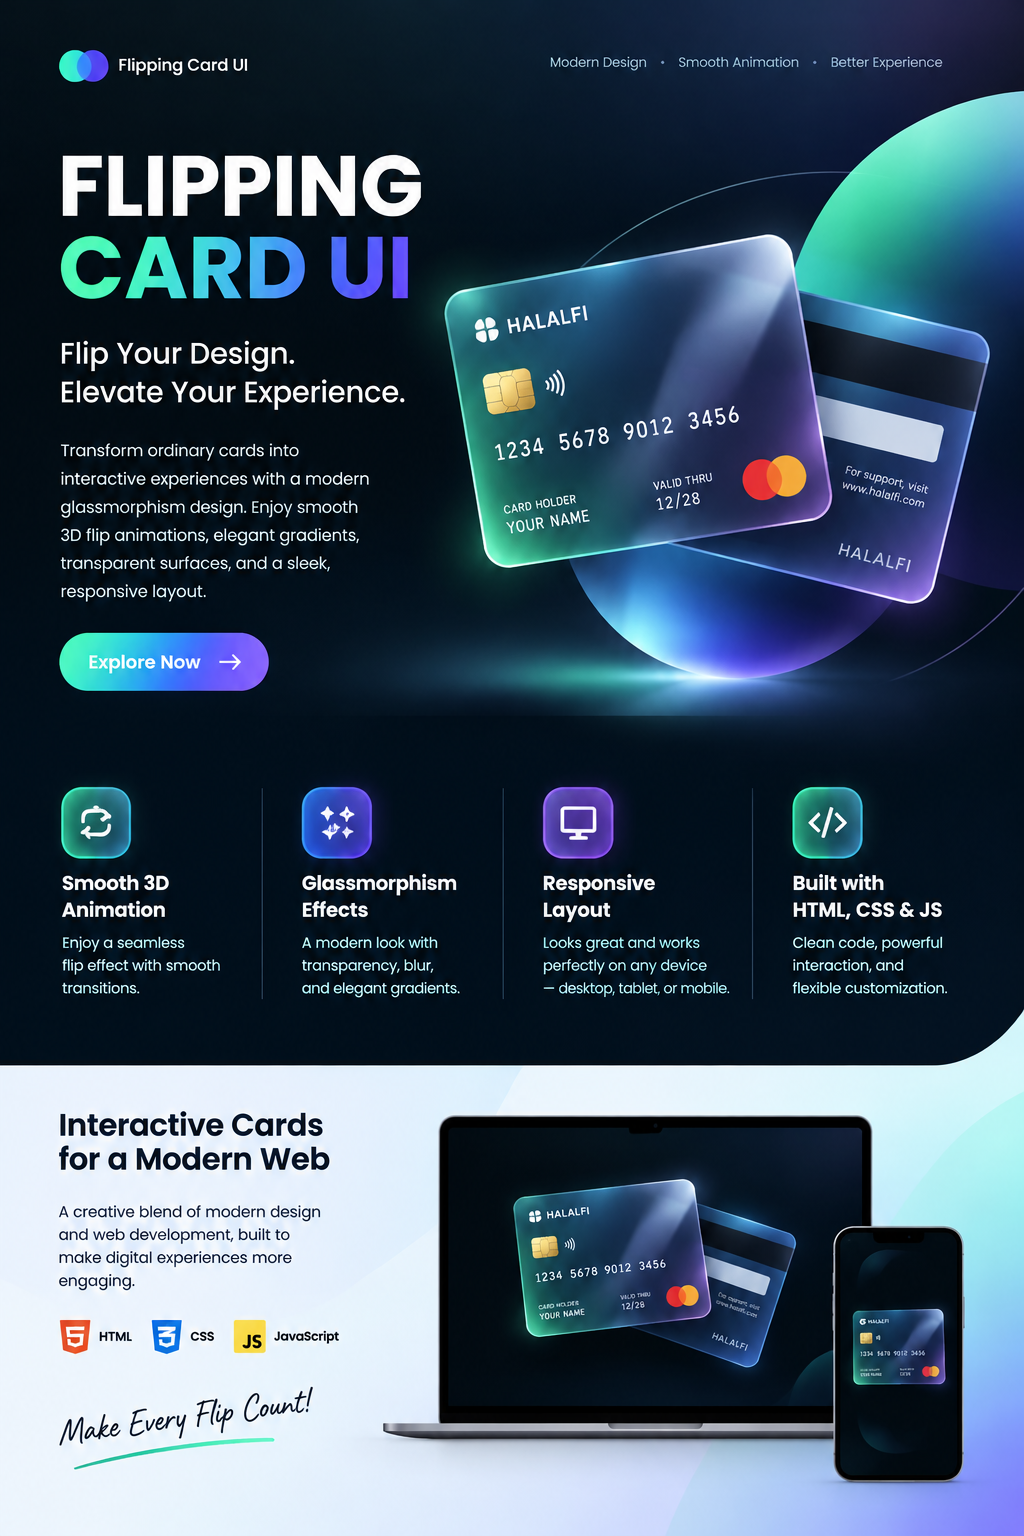 Flipping Card UI
Modern Design • Smooth Animation • Better Experience
FLIPPING
CARD UI
Flip Your Design.
Elevate Your Experience.
Transform ordinary cards into
interactive experiences with a modern
glassmorphism design. Enjoy smooth
3D flip animations, elegant gradients,
transparent surfaces, and a sleek,
responsive layout.
Explore Now →
HALALFI
1234 5678 9012 3456
VALID THRU
12/28
CARD HOLDER
YOUR NAME
For support, visit
www.halalfi.com
HALALFI
Smooth 3D
Animation
Enjoy a seamless
flip effect with smooth
transitions.
Glassmorphism
Effects
A modern look with
transparency, blur,
and elegant gradients.
Responsive
Layout
Looks great and works
perfectly on any device
— desktop, tablet, or mobile.
</>
Built with
HTML, CSS & JS
Clean code, powerful
interaction, and
flexible customization.
Interactive Cards
for a Modern Web
A creative blend of modern design
and web development, built to
make digital experiences more
engaging.
5 HTML
3 CSS
JS JavaScript
Make Every Flip Count!
HALALFI
1234 5678 9012 3456
CARD HOLDER
YOUR NAME
VALID THRU
12/28
HALALFI
HALALFI
9012 3456